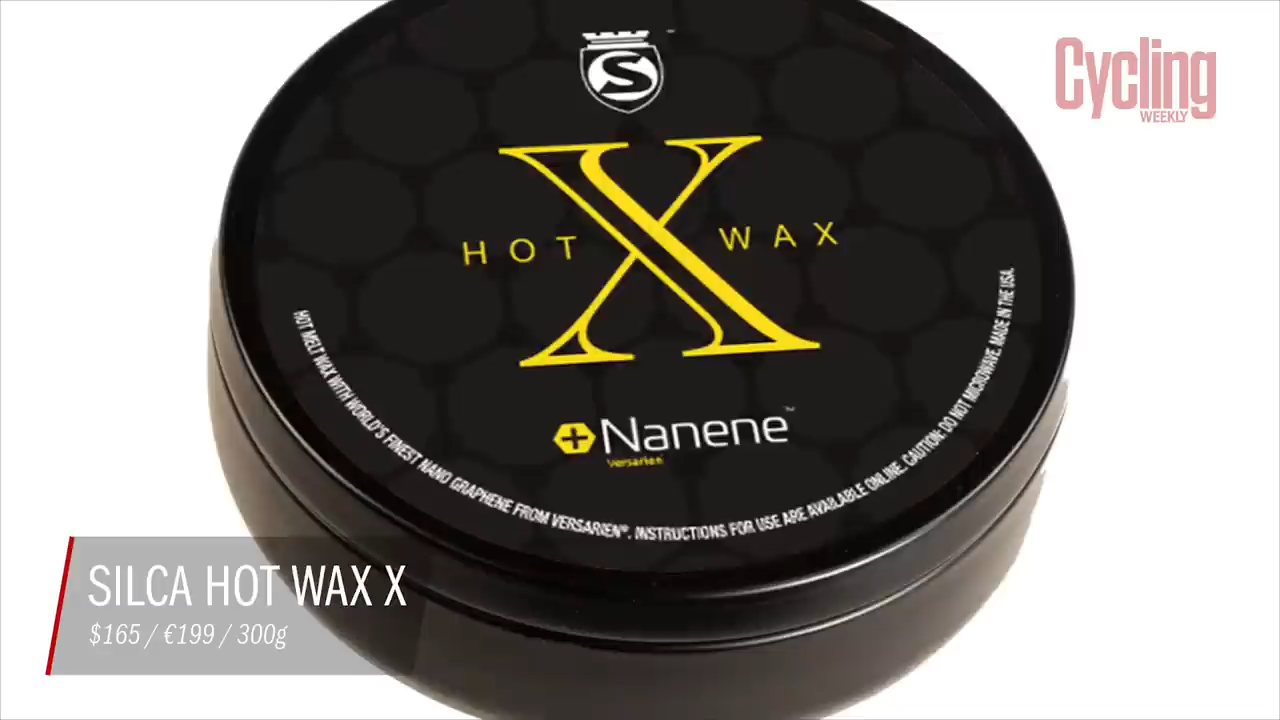 S
Cycling
WEEKLY
HOT X WAX
+Nanene™
versarien
HOT MELT WAX WITH WORLD'S FINEST NANO GRAPHENE FROM VERSARIEN®. INSTRUCTIONS FOR USE ARE AVAILABLE ONLINE. CAUTION: DO NOT MICROWAVE. MADE IN THE USA.
SILCA HOT WAX X
$165 / €199 / 300g